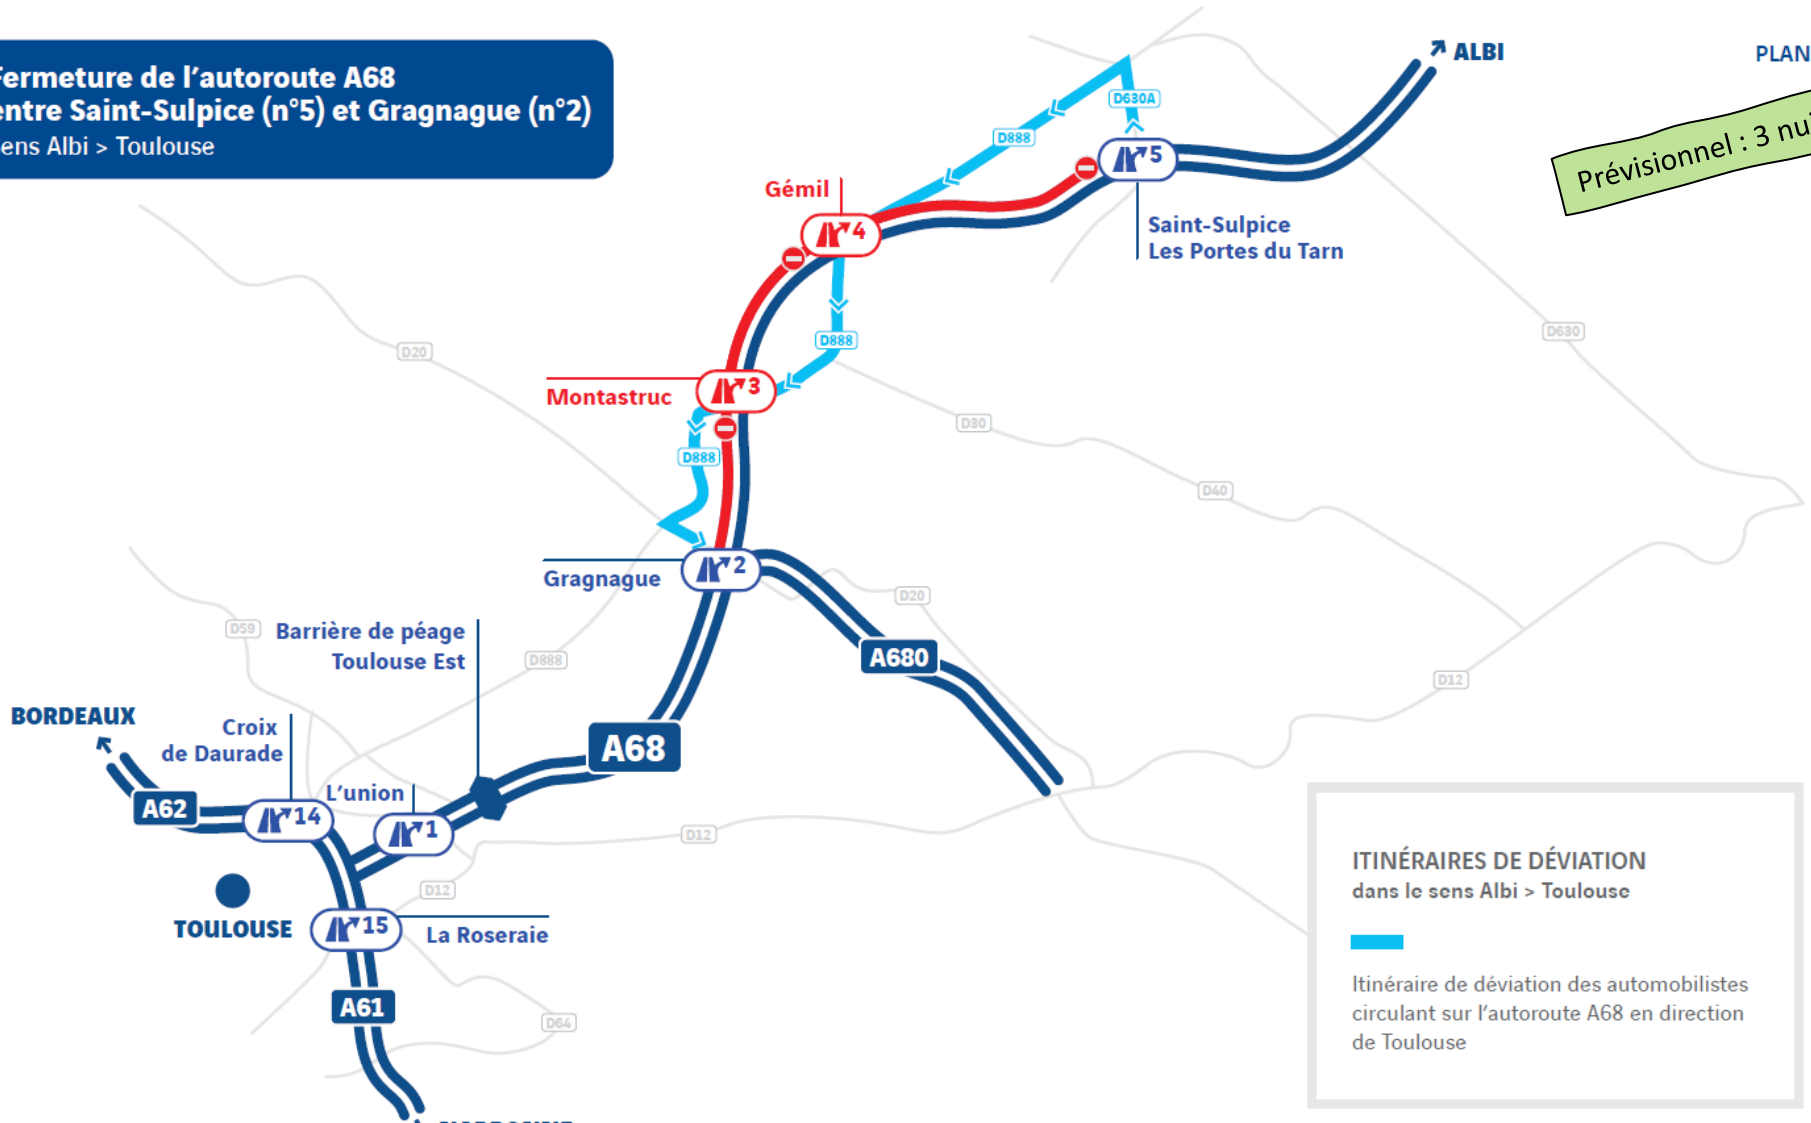 Fermeture de l'autoroute A68
entre Saint-Sulpice (n°5) et Gragnague (n°2)
sens Albi > Toulouse
ALBI
PLAN
Prévisionnel : 3
D630A
D888
5
Gémil
4
Saint-Sulpice
Les Portes du Tarn
D630
D888
D20
3
Montastruc
D30
D888
D40
2
Gragnague
D20
D59
Barrière de péage
Toulouse Est
D888
A680
D12
BORDEAUX
Croix
de Daurade
A68
L'union
A62
14
1
D12
ITINÉRAIRES DE DÉVIATION
dans le sens Albi > Toulouse
D12
TOULOUSE
15
La Roseraie
Itinéraire de déviation des automobilistes
circulant sur l'autoroute A68 en direction
de Toulouse
A61
D64